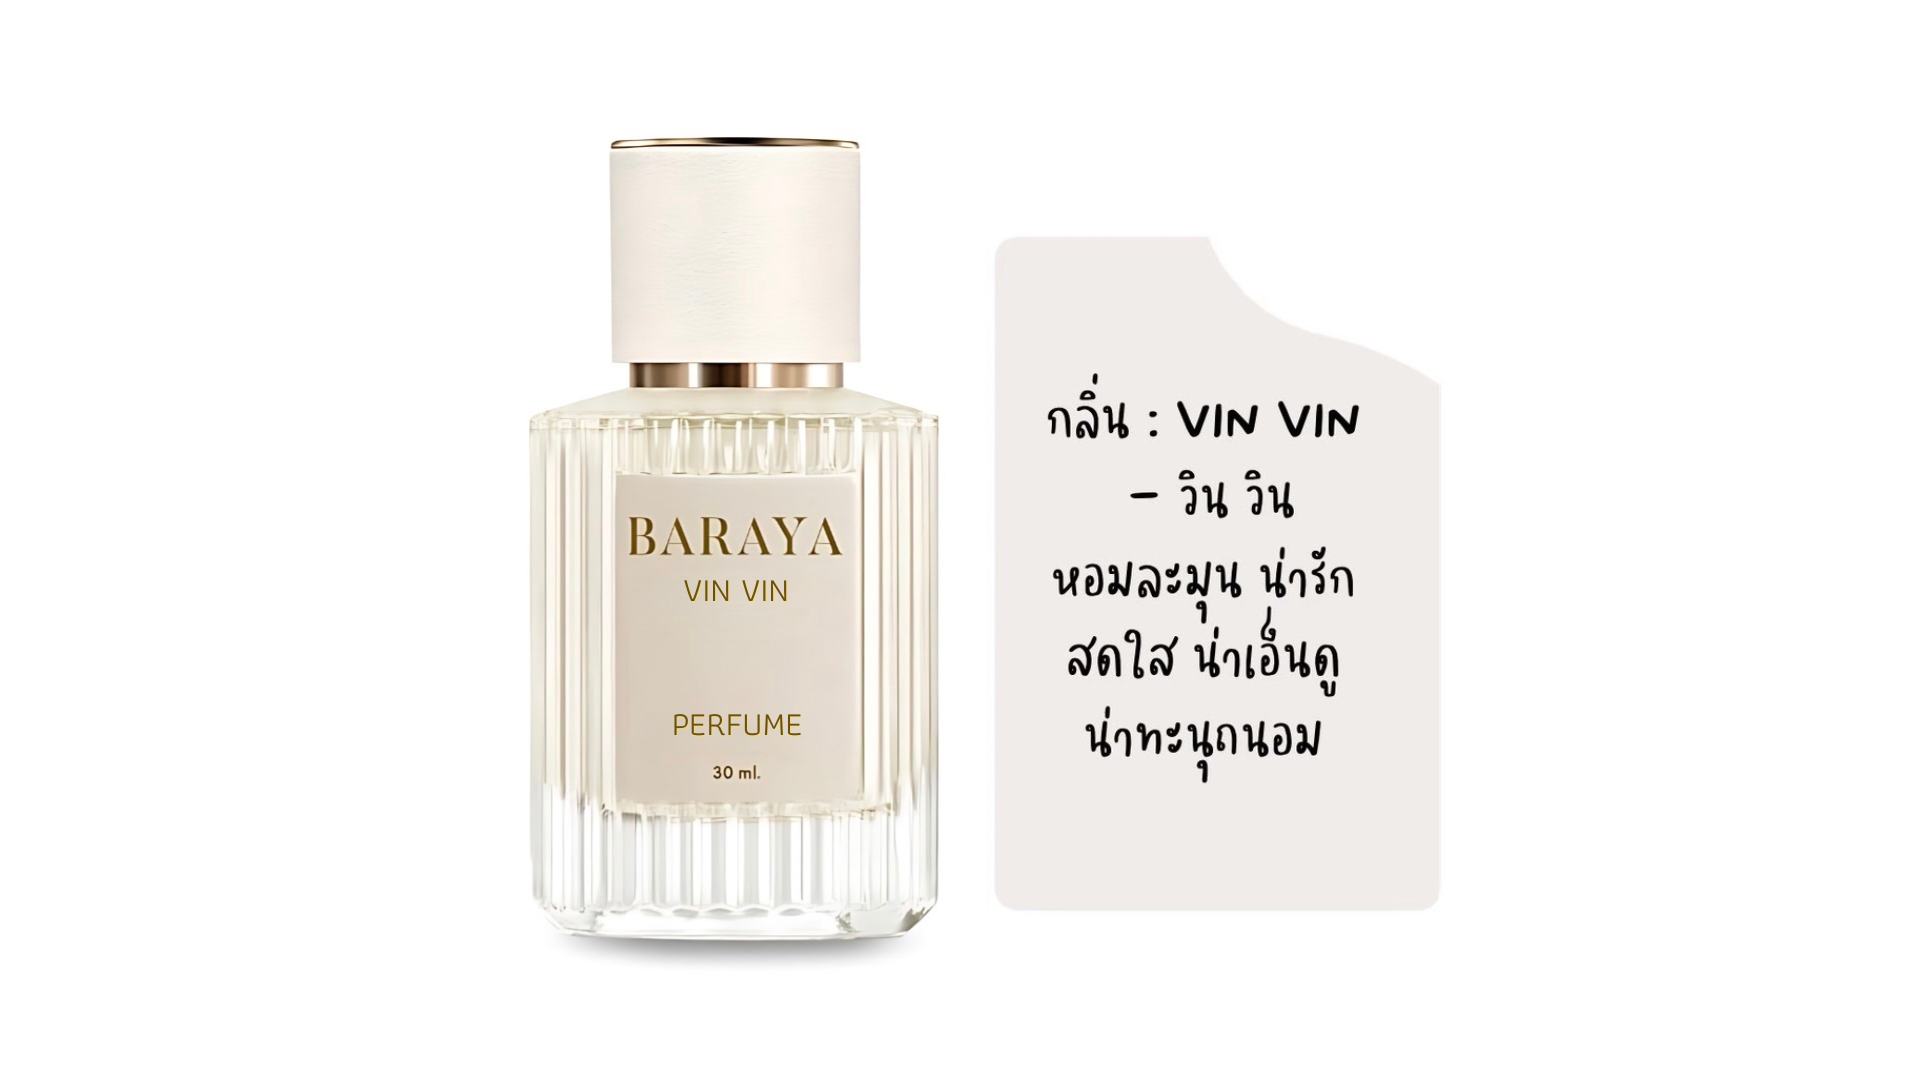 BARAYA
VIN VIN
PERFUME
30 ml.
กลิ่น : VIN VIN
- วิน วิน
หอมละมุน น่ารัก
สดใส น่าเอ็นดู
น่าทะนุถนอม